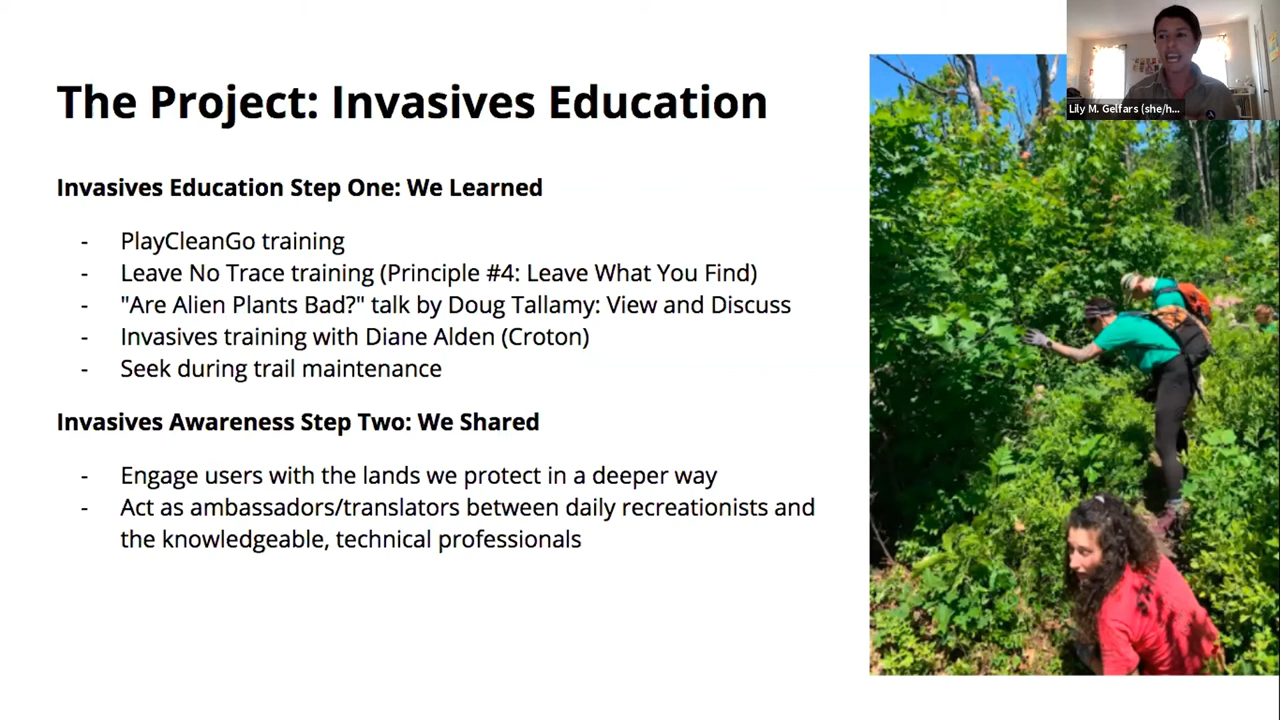 The Project: Invasives Education
Lily M. Gelfars (she/h...
Invasives Education Step One: We Learned
- PlayCleanGo training
- Leave No Trace training (Principle #4: Leave What You Find)
- "Are Alien Plants Bad?" talk by Doug Tallamy: View and Discuss
- Invasives training with Diane Alden (Croton)
- Seek during trail maintenance
Invasives Awareness Step Two: We Shared
- Engage users with the lands we protect in a deeper way
- Act as ambassadors/translators between daily recreationists and
the knowledgeable, technical professionals